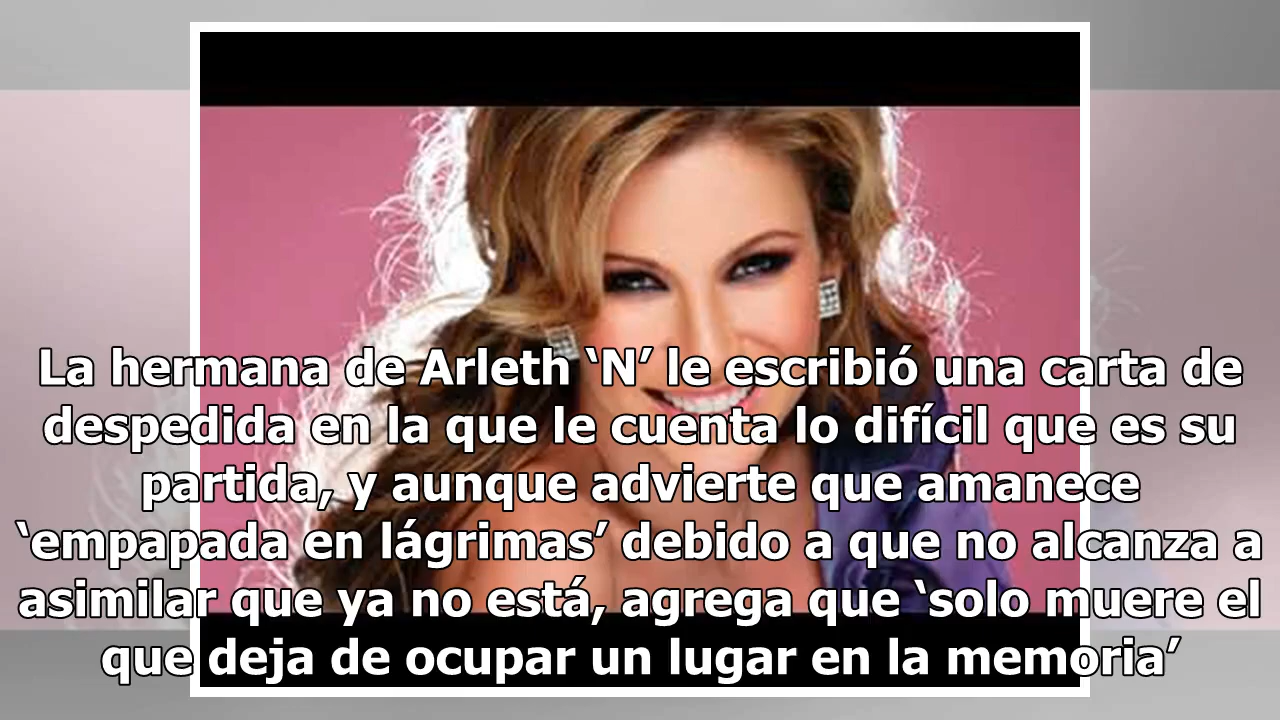 La hermana de Arleth ‘N’ le escribió una carta de
despedida en la que le cuenta lo difícil que es su
partida, y aunque advierte que amanece
‘empapada en lágrimas’ debido a que no alcanza a
asimilar que ya no está, agrega que ‘solo muere el
que deja de ocupar un lugar en la memoria’